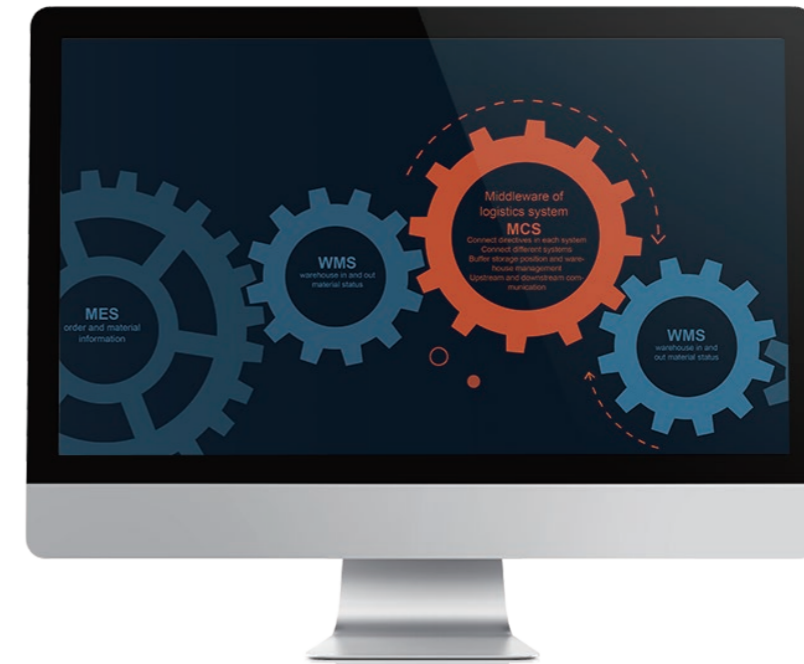 MES
order and material
information
WMS
warehouse in and out
material status
Middleware of
logistics system
MCS
Connect directives in each system
Connect different systems
Buffer storage position and ware-
house management
Upstream and downstream com-
munication
WMS
warehouse in and
out material status